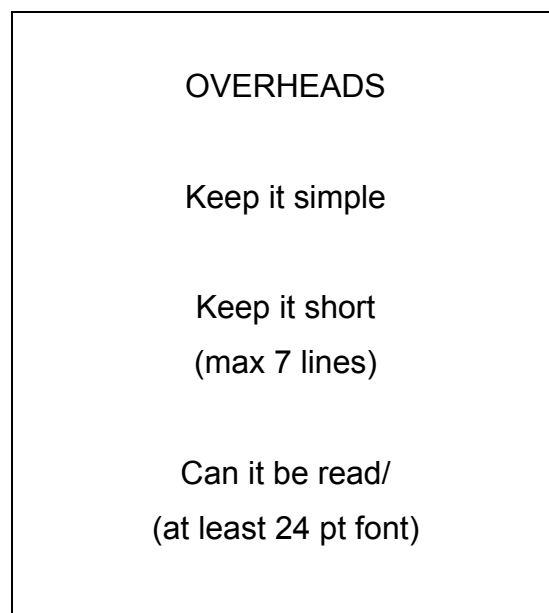 OVERHEADS
Keep it simple
Keep it short
(max 7 lines)
Can it be read/
(at least 24 pt font)